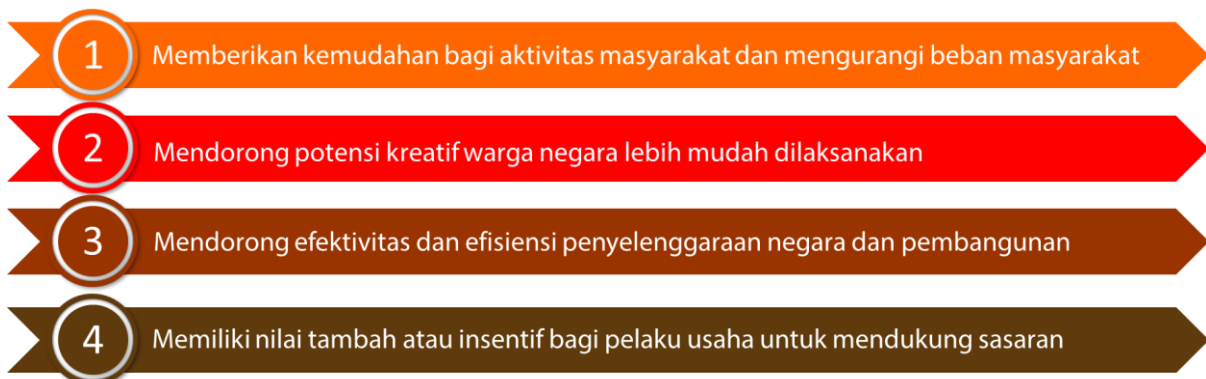 1 Memberikan kemudahan bagi aktivitas masyarakat dan mengurangi beban masyarakat
2 Mendorong potensi kreatif warga negara lebih mudah dilaksanakan
3 Mendorong efektivitas dan efisiensi penyelenggaraan negara dan pembangunan
4 Memiliki nilai tambah atau insentif bagi pelaku usaha untuk mendukung sasaran